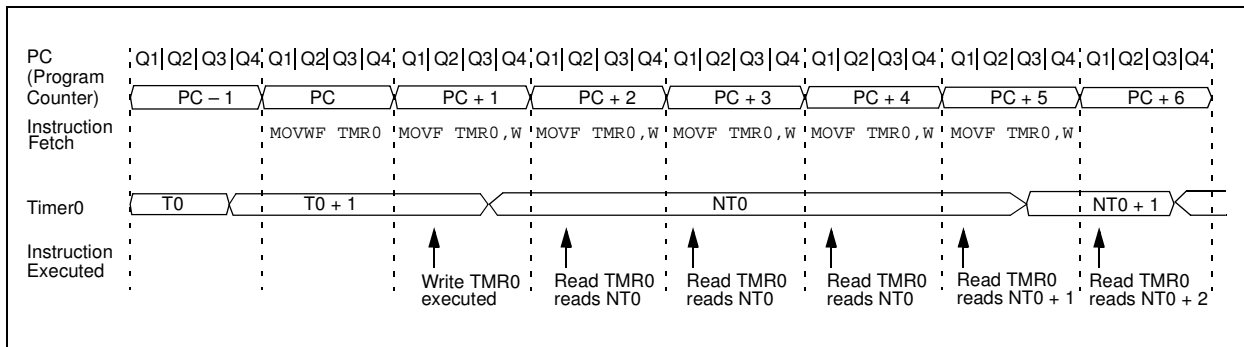 PC
(Program
Counter)
Q1|Q2|Q3|Q4|Q1|Q2|Q3|Q4|Q1|Q2|Q3|Q4|Q1|Q2|Q3|Q4|Q1|Q2|Q3|Q4|Q1|Q2|Q3|Q4|Q1|Q2|Q3|Q4|Q1|Q2|Q3|Q4
PC – 1 PC PC + 1 PC + 2 PC + 3 PC + 4 PC + 5 PC + 6
Instruction
Fetch
MOVWF TMR0 MOVF TMR0,W MOVF TMR0,W MOVF TMR0,W MOVF TMR0,W MOVF TMR0,W
Timer0 T0 T0 + 1 NT0 NT0 + 1
Instruction
Executed
Write TMR0
executed
Read TMR0
reads NT0
Read TMR0
reads NT0
Read TMR0
reads NT0
Read TMR0
reads NT0 + 1
Read TMR0
reads NT0 + 2